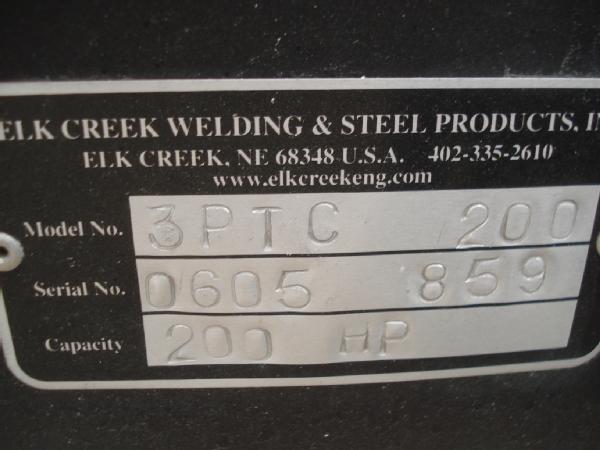 ELK CREEK WELDING & STEEL PRODUCTS, IN
ELK CREEK, NE 68348 U.S.A. 402-335-2610
www.elkcreekeng.com
Model No. 3PTC 200
Serial No. 0605 859
Capacity 200 HP